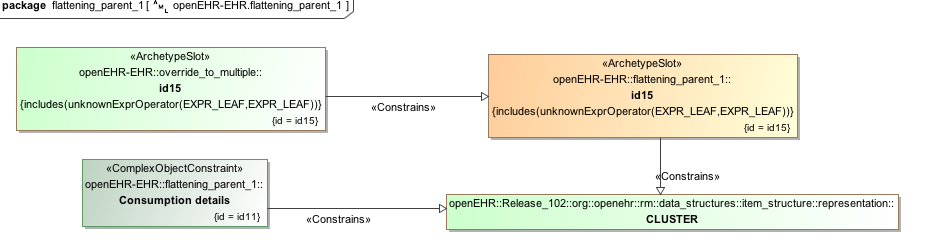 package flattening_parent_1 [ AML openEHR-EHR.flattening_parent_1 ]
«ArchetypeSlot»
openEHR-EHR::override_to_multiple::
id15
{includes(unknownExprOperator(EXPR_LEAF,EXPR_LEAF))}
{id = id15}
«Constrains»
«ArchetypeSlot»
openEHR-EHR::flattening_parent_1::
id15
{includes(unknownExprOperator(EXPR_LEAF,EXPR_LEAF))}
{id = id15}
«Constrains»
«ComplexObjectConstraint»
openEHR-EHR::flattening_parent_1::
Consumption details
{id = id11}
«Constrains»
openEHR::Release_102::org::openehr::rm::data_structures::item_structure::representation::
CLUSTER